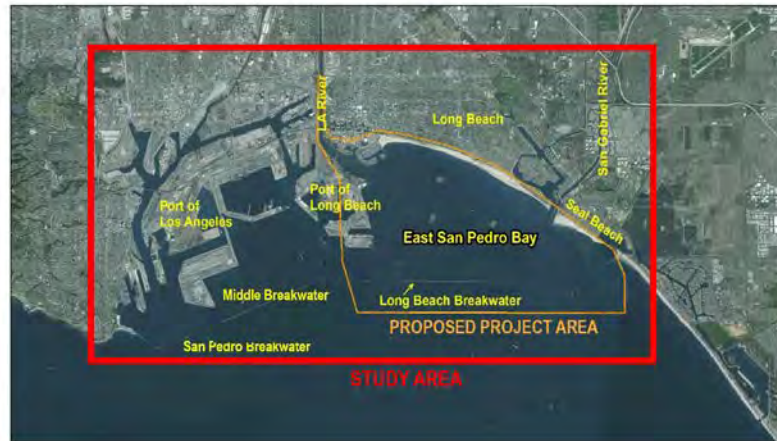 LA River
Long Beach
San Gabriel River
Port of
Los Angeles
Port of
Long Beach
Seal Beach
East San Pedro Bay
Middle Breakwater
Long Beach Breakwater
PROPOSED PROJECT AREA
San Pedro Breakwater
STUDY AREA